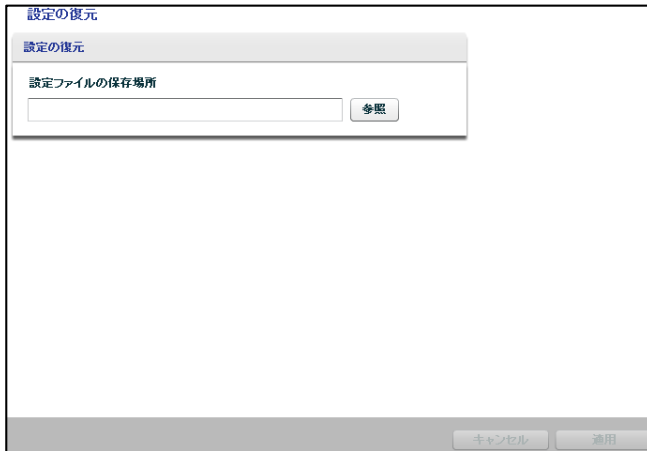 設定の復元
設定の復元
設定ファイルの保存場所
参照
キャンセル
適用